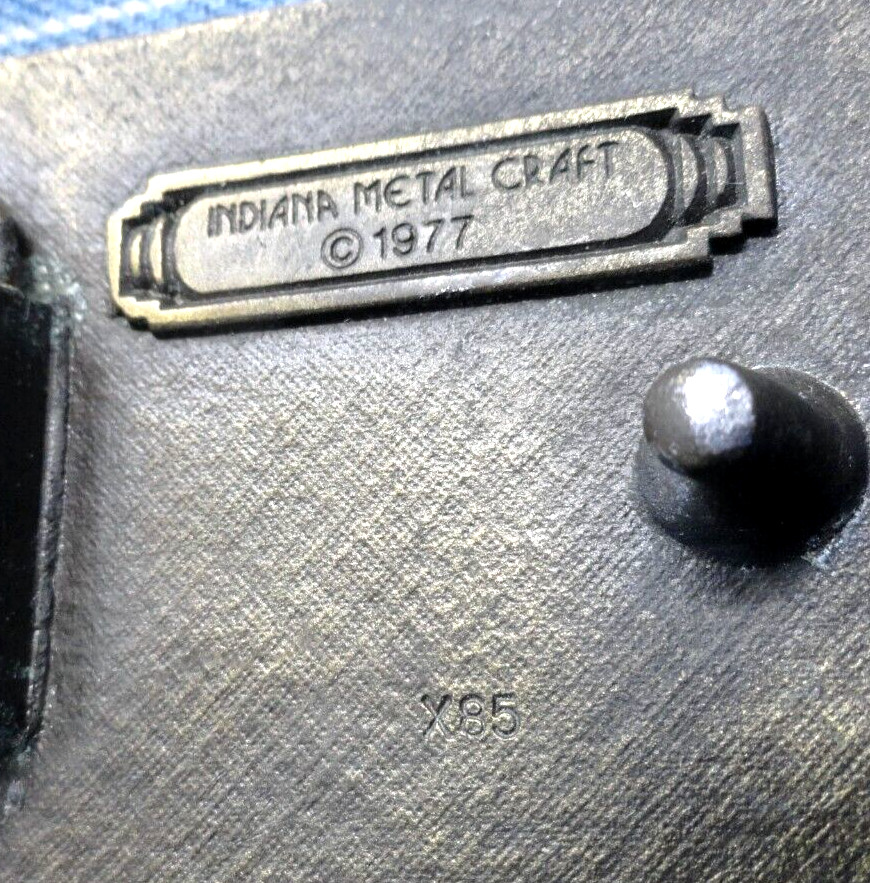 INDIANA METAL CRAFT
© 1977
X85